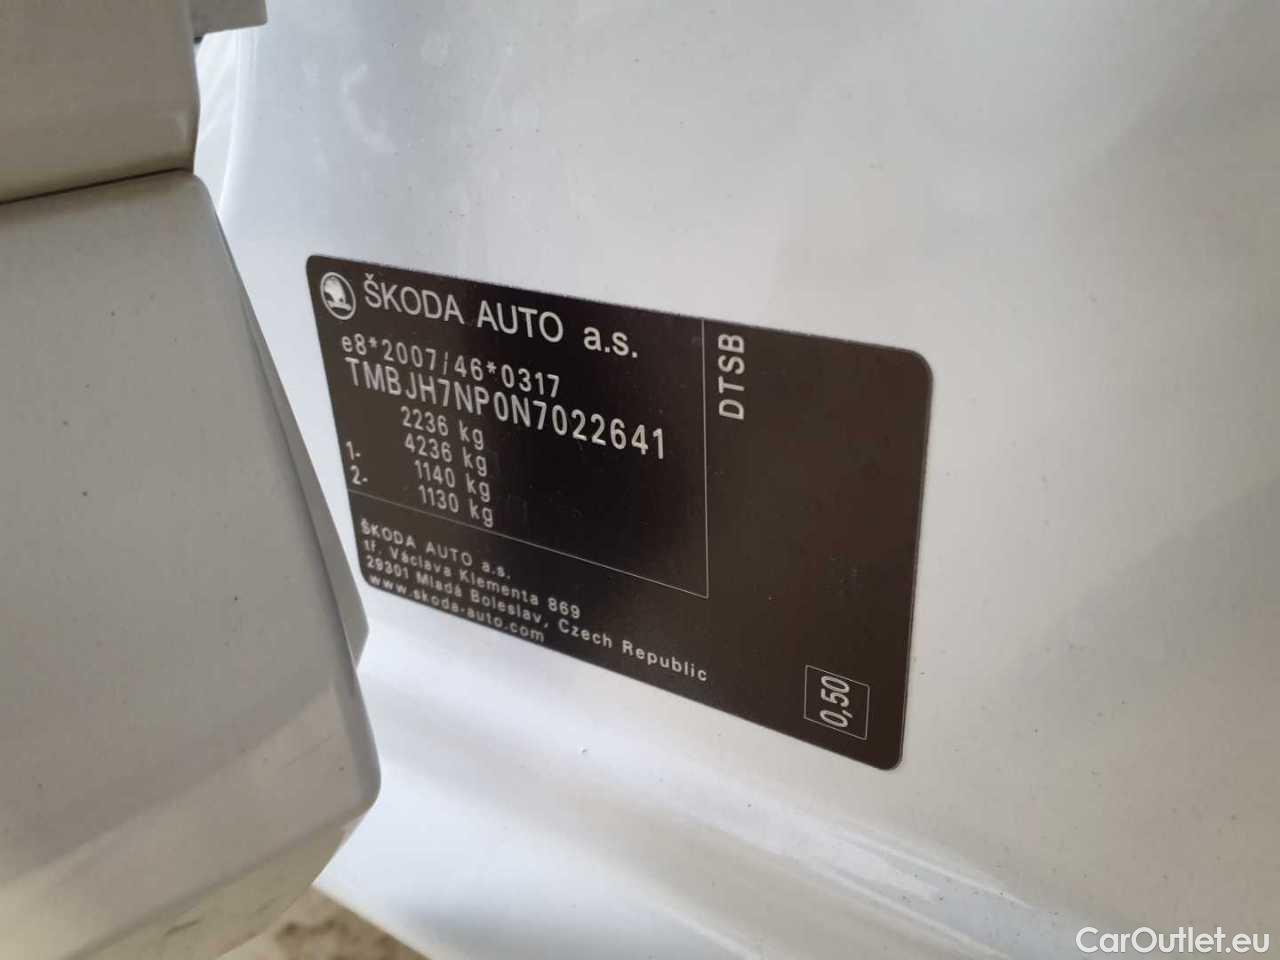 ŠKODA AUTO a.s.
e8*2007/46*0317
TMBJH7NP0N7022641
2236 kg
4236 kg
1- 1140 kg
2- 1130 kg
ŠKODA AUTO a.s.
tř. Václava Klementa 869
29301 Mladá Boleslav, Czech Republic
www.skoda-auto.com
DTSB
0,50
CarOutlet.eu